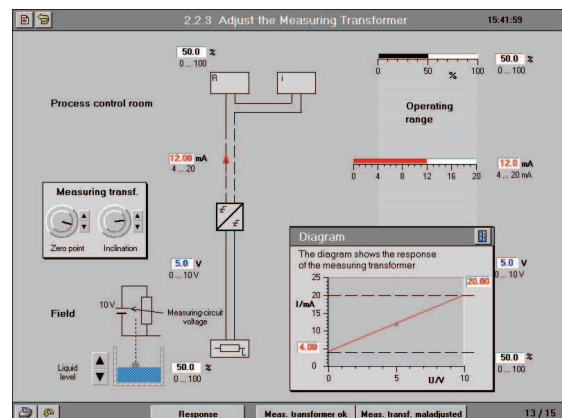 2.2.3 Adjust the Measuring Transformer
15:41:59
50.0 %
0 ... 100
R
i
0 50 100
%
50.0 %
0 ... 100
Process control room
Operating
range
12.00 mA
4 ... 20
0 4 8 12 16 20
12.0 mA
4 ... 20 mA
Measuring transf.
Zero point
Inclination
5.0 V
0 ... 10 V
Diagram
The diagram shows the response
of the measuring transformer
I/mA
25
20
15
10
5
0
20.00
4.00
0 5 10
U/V
5.0 V
0 ... 10 V
Field
10 V
Measuring-circuit
voltage
Liquid
level
50.0 %
0 ... 100
L
50.0 %
0 ... 100
Response
Meas. transformer ok
Meas. transf. maladjusted
13 / 15